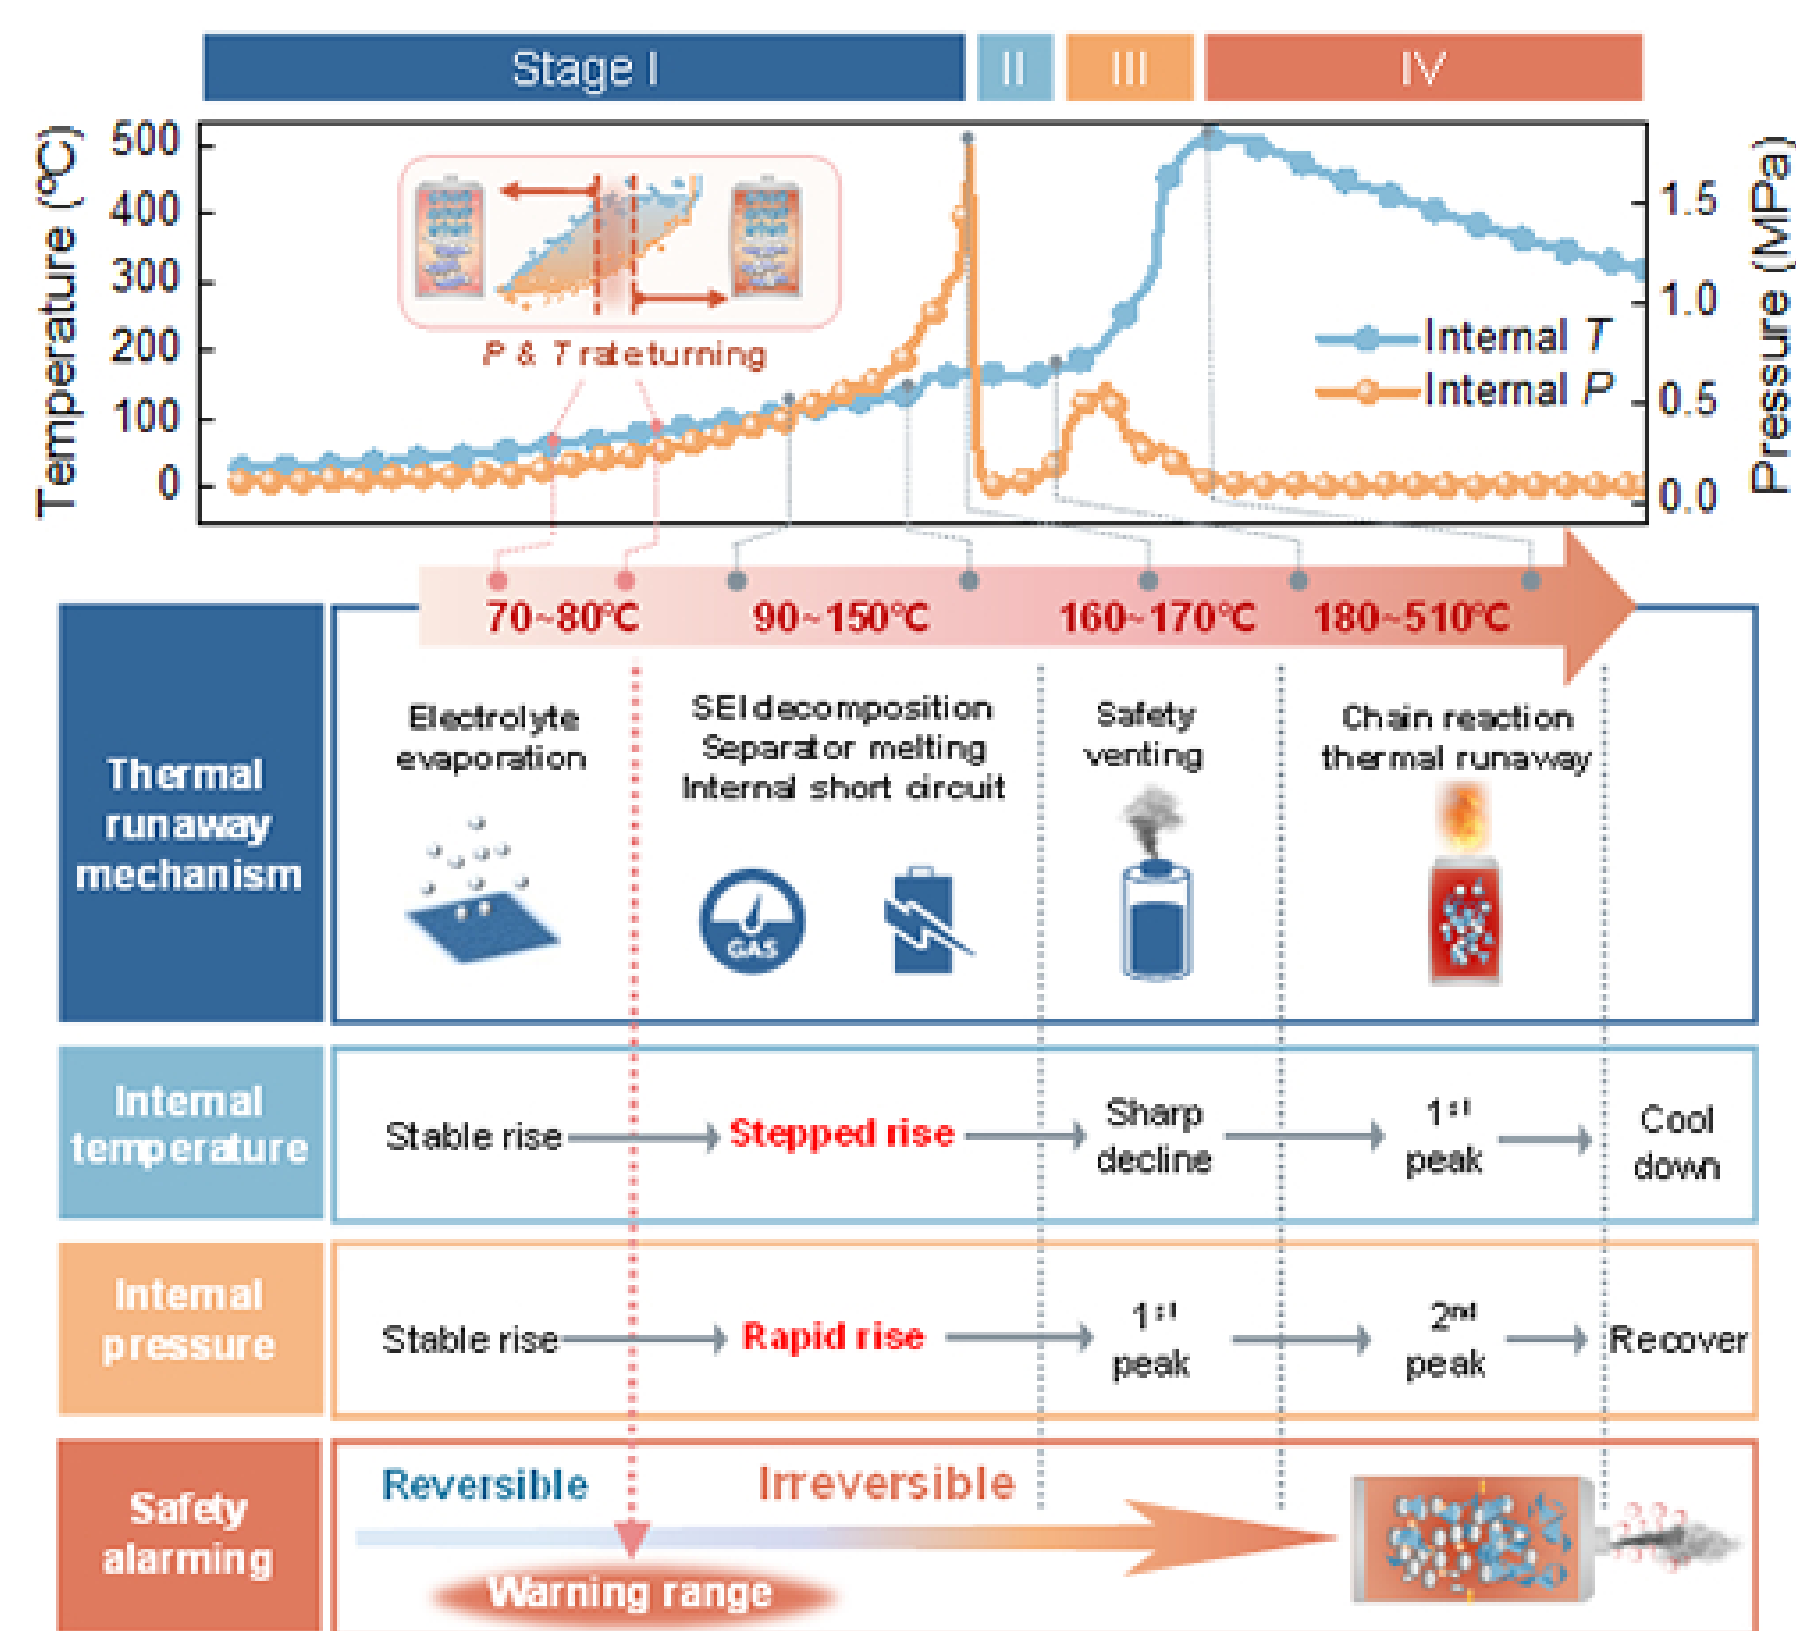 Stage I
II
III
IV
Temperature (ºC)
500
400
300
200
100
0
P & T rate turning
Internal T
Internal P
1.5
1.0
0.5
0.0
Pressure (MPa)
70~80℃
90~150℃
160~170℃
180~510℃
Thermal
runaway
mechanism
Electrolyte
evaporation
SEI decomposition
Separator melting
Internal short circuit
GAS
Safety
venting
Chain reaction
thermal runaway
Internal
temperature
Stable rise
Stepped rise
Sharp
decline
1st
peak
Cool
down
Internal
pressure
Stable rise
Rapid rise
1st
peak
2nd
peak
Recover
Safety
alarming
Reversible
Irreversible
Warning range